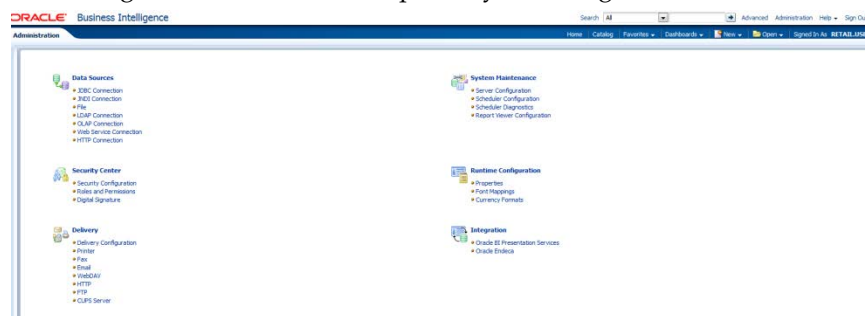 ORACLE Business Intelligence
Search All Advanced Administration Help Sign Ou
Administration
Home Catalog Favorites Dashboards New Open Signed In As RETAIL.USE
Data Sources
JDBC Connection
JNDI Connection
File
LDAP Connection
OLAP Connection
Web Service Connection
HTTP Connection
System Maintenance
Server Configuration
Scheduler Configuration
Scheduler Diagnostics
Report Viewer Configuration
Security Center
Security Configuration
Roles and Permissions
Digital Signature
Runtime Configuration
Properties
Font Mappings
Currency Formats
Delivery
Delivery Configuration
Printer
Fax
Email
WebDAV
HTTP
FTP
CUPS Server
Integration
Oracle BI Presentation Services
Oracle Endeca